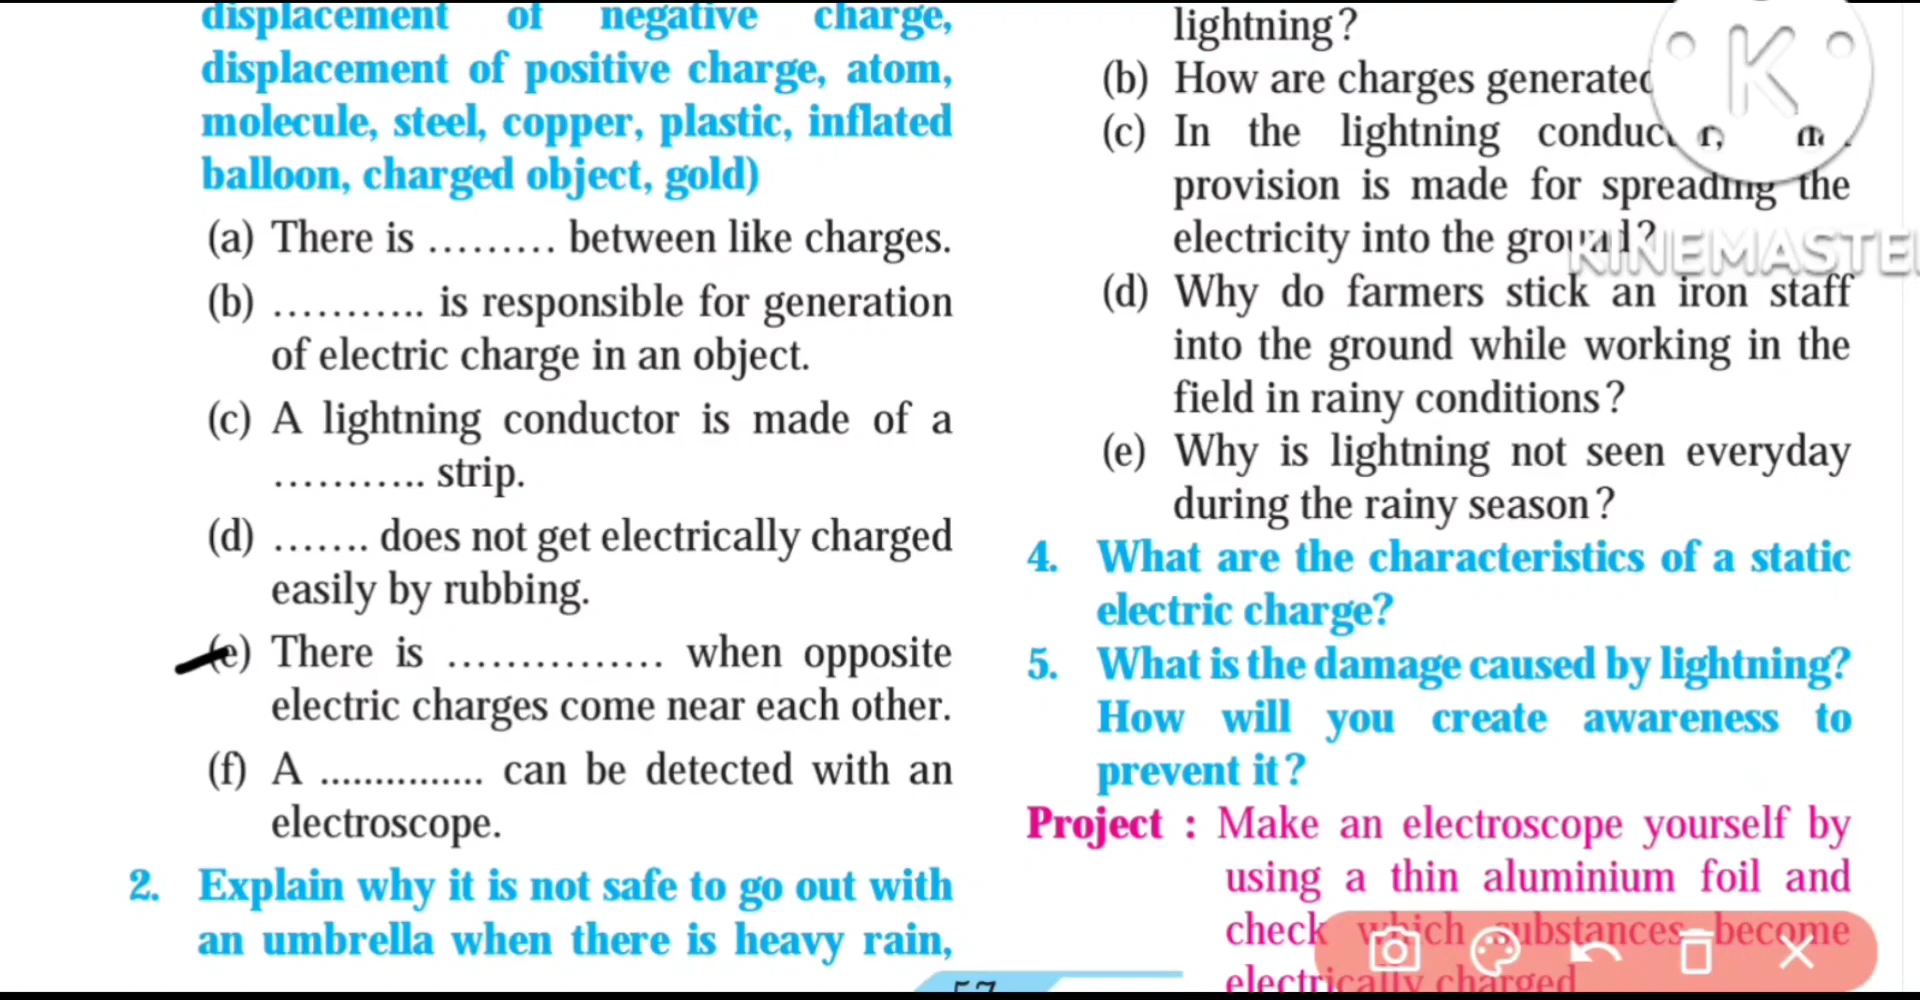 displacement of negative charge,
displacement of positive charge, atom,
molecule, steel, copper, plastic, inflated
balloon, charged object, gold)
(a) There is ......... between like charges.
(b) ........... is responsible for generation
of electric charge in an object.
(c) A lightning conductor is made of a
........... strip.
(d) ....... does not get electrically charged
easily by rubbing.
(e) There is ............... when opposite
electric charges come near each other.
(f) A ............... can be detected with an
electroscope.
2. Explain why it is not safe to go out with
an umbrella when there is heavy rain,
57
lightning?
(b) How are charges generated
(c) In the lightning
provision is made for spreading the
electricity into the ground?
(d) Why do farmers stick an iron staff
into the ground while working in the
field in rainy conditions?
(e) Why is lightning not seen everyday
during the rainy season?
4. What are the characteristics of a static
electric charge?
5. What is the damage caused by lightning?
How will you create awareness to
prevent it?
Project : Make an electroscope yourself by
using a thin aluminium foil and
check which substances become
electrically charged
K
KINEMASTE